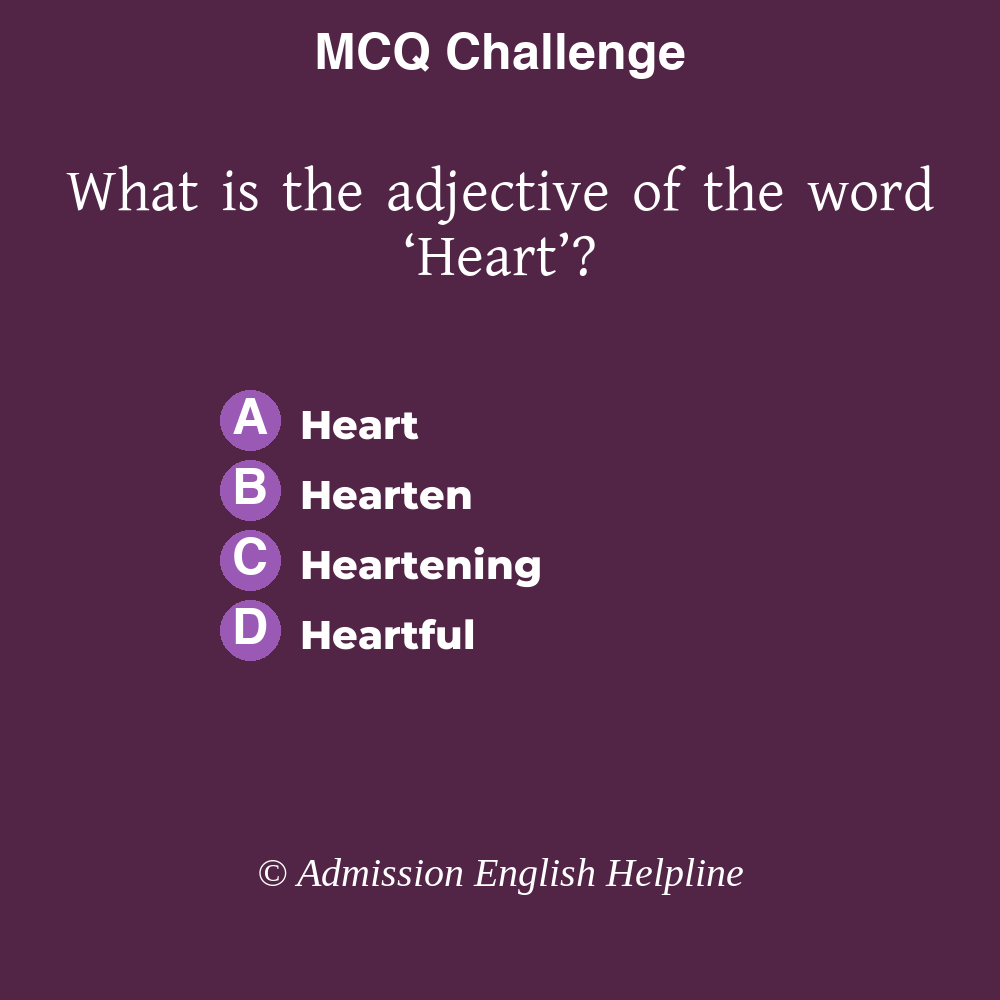 MCQ Challenge
What is the adjective of the word
‘Heart’?
A Heart
B Hearten
C Heartening
D Heartful
© Admission English Helpline